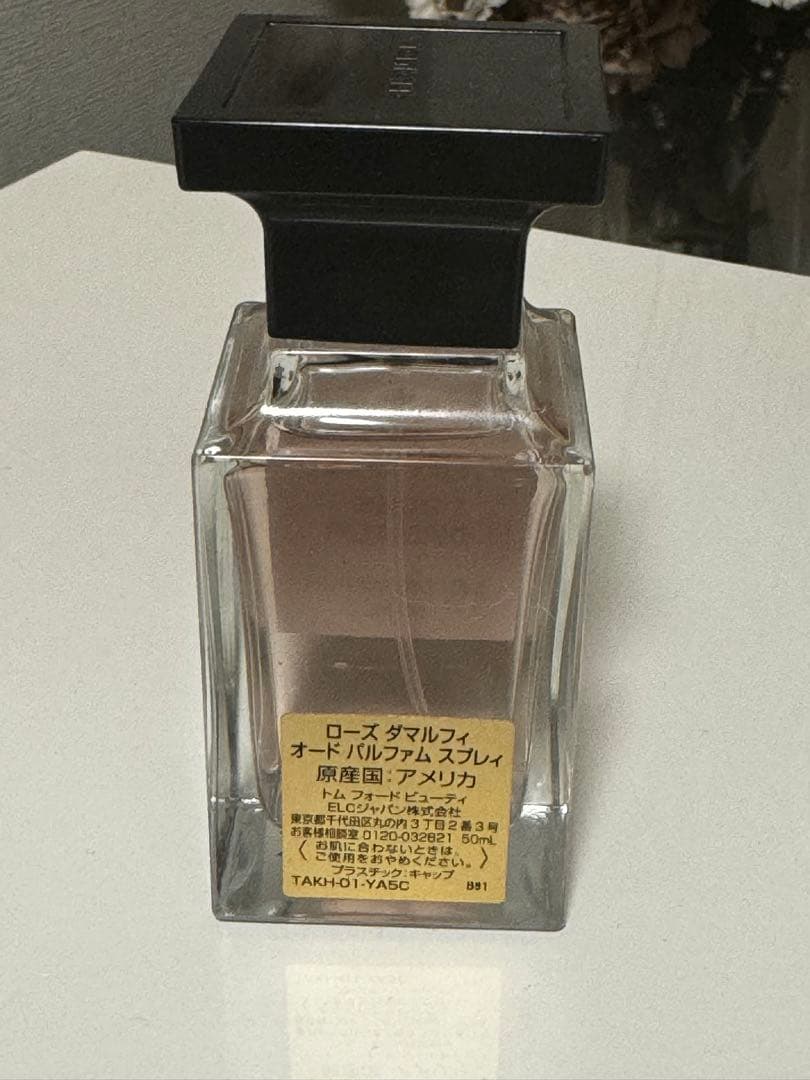 ローズ ダマルフィ
オード パルファム スプレィ
原産国:アメリカ
トム フォード ビューティ
ELCジャパン株式会社
東京都千代田区丸の内3丁目2番3号
お客様相談室 0120-032821 50mL
〈お肌に合わないときは、
ご使用をおやめください。〉
プラスチック:キャップ
TAKH-01-YA5C